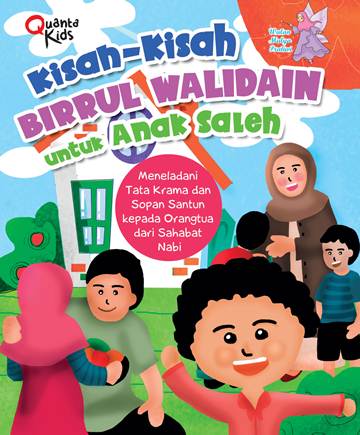 Quanta
Kids
Kisah-Kisah
BIRRUL WALIDAIN
untuk Anak Saleh
Meneladani
Tata Krama dan
Sopan Santun
kepada Orangtua
dari Sahabat
Nabi